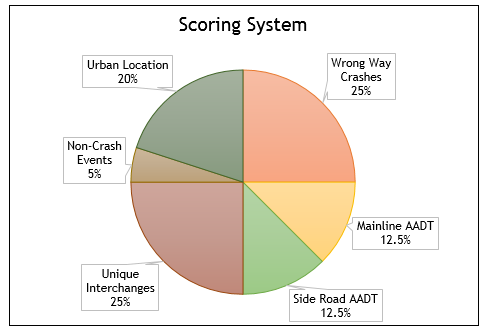 Scoring System
Urban Location
20%
Wrong Way
Crashes
25%
Non-Crash
Events
5%
Mainline AADT
12.5%
Unique
Interchanges
25%
Side Road AADT
12.5%